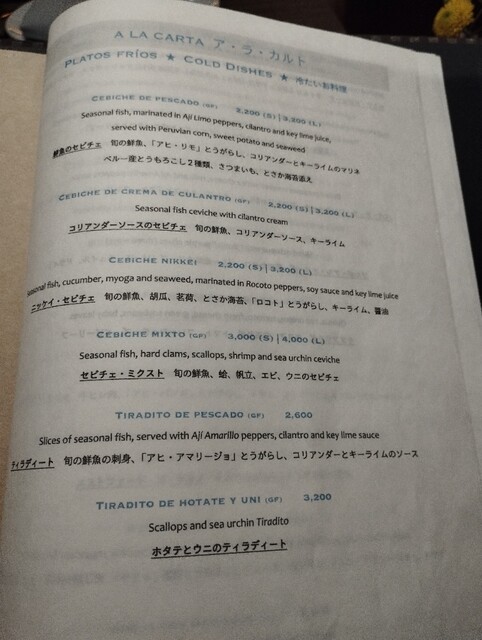 A LA CARTA ア・ラ・カルト
PLATOS FRÍOS ★ COLD DISHES ★ 冷たいお料理
CEBICHE DE PESCADO (GF) 2,200 (S) | 3,200 (L)
Seasonal fish, marinated in Ají Limo peppers, cilantro and key lime juice,
served with Peruvian corn, sweet potato and seaweed
鮮魚のセビチェ 旬の鮮魚、「アヒ・リモ」とうがらし、コリアンダーとキーライムのマリネ
ペルー産とうもろこし2種類、さつまいも、とさか海苔添え
CEBICHE DE CREMA DE CULANTRO (GF) 2,200 (S) | 3,200 (L)
Seasonal fish ceviche with cilantro cream
コリアンダーソースのセビチェ 旬の鮮魚、コリアンダーソース、キーライム
CEBICHE NIKKEI 2,200 (S) | 3,200 (L)
Seasonal fish, cucumber, myoga and seaweed, marinated in Rocoto peppers, soy sauce and key lime juice
ニッケイ・セビチェ 旬の鮮魚、胡瓜、茗荷、とさか海苔、「ロコト」とうがらし、キーライム、醤油
CEBICHE MIXTO (GF) 3,000 (S) | 4,000 (L)
Seasonal fish, hard clams, scallops, shrimp and sea urchin ceviche
セビチェ・ミクスト 旬の鮮魚、蛤、帆立、エビ、ウニのセビチェ
TIRADITO DE PESCADO (GF) 2,600
Slices of seasonal fish, served with Ají Amarillo peppers, cilantro and key lime sauce
ティラディート 旬の鮮魚の刺身、「アヒ・アマリージョ」とうがらし、コリアンダーとキーライムのソース
TIRADITO DE HOTATE Y UNI (GF) 3,200
Scallops and sea urchin Tiradito
ホタテとウニのティラディート